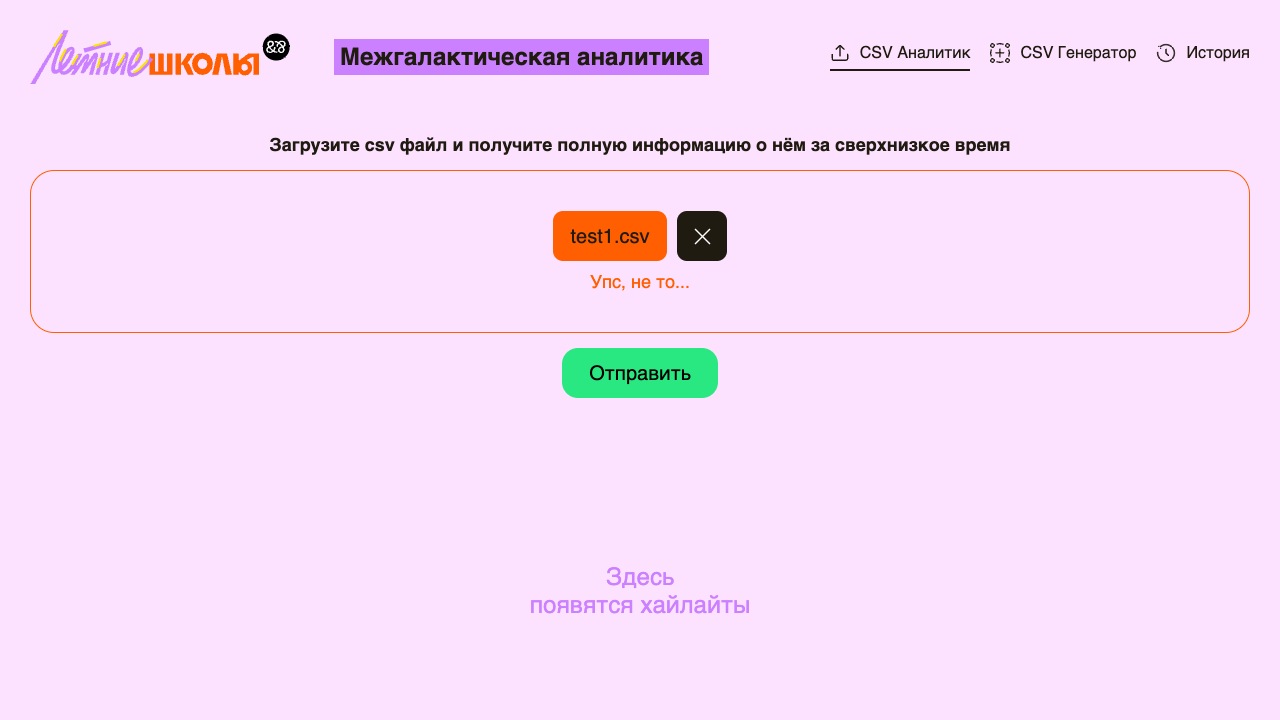 Летние школы &8
Межгалактическая аналитика
CSV Аналитик
CSV Генератор
История
Загрузите csv файл и получите полную информацию о нём за сверхнизкое время
test1.csv
Упс, не то...
Отправить
Здесь
появятся хайлайты